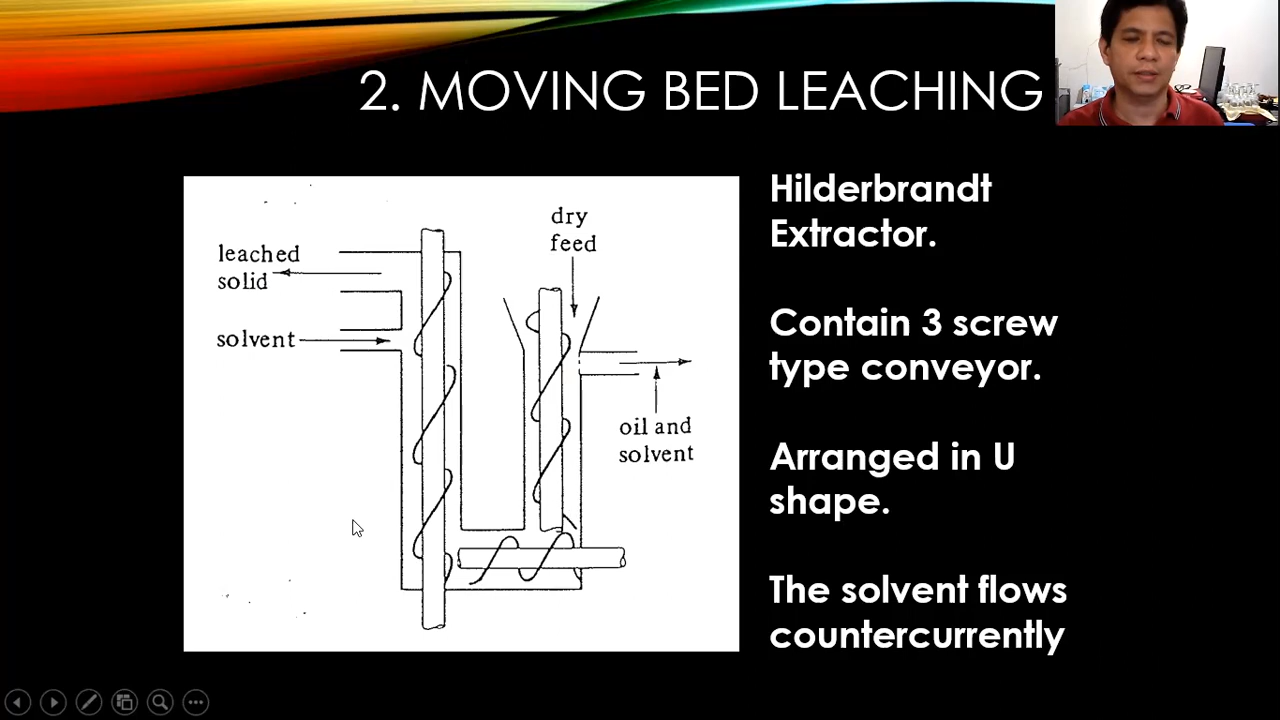 2. MOVING BED LEACHING
leached
solid
solvent
dry
feed
oil and
solvent
Hilderbrandt
Extractor.
Contain 3 screw
type conveyor.
Arranged in U
shape.
The solvent flows
countercurrently